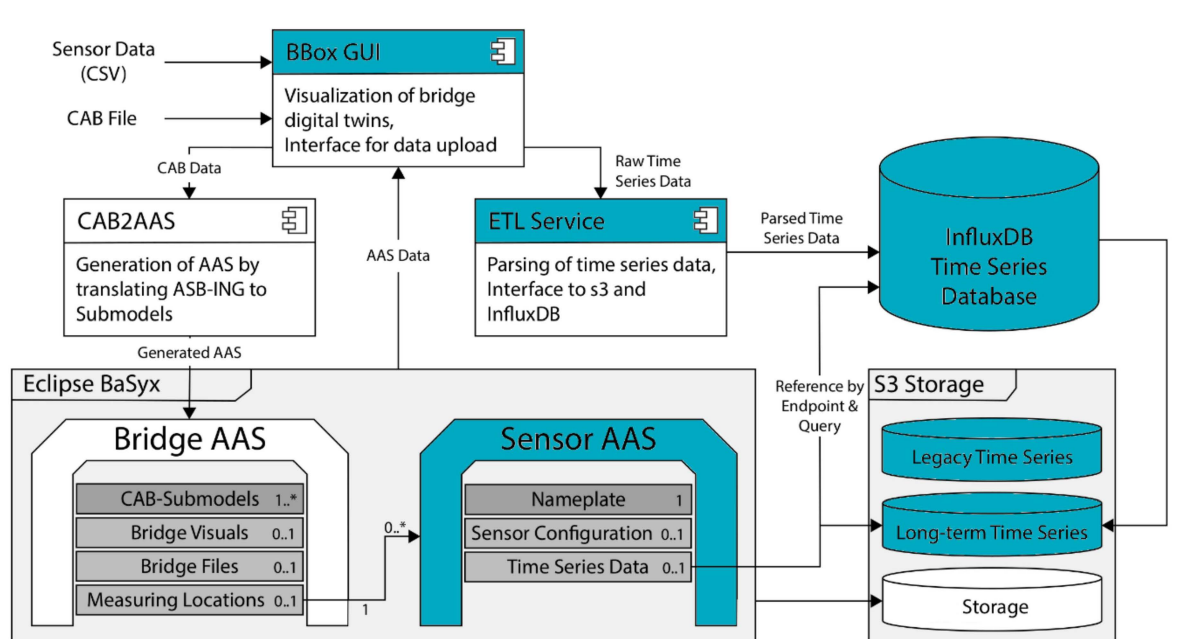 Sensor Data
(CSV)
CAB File
BBox GUI
Visualization of bridge
digital twins,
Interface for data upload
CAB Data
Raw Time
Series Data
CAB2AAS
Generation of AAS by
translating ASB-ING to
Submodels
AAS Data
ETL Service
Parsing of time series data,
Interface to s3 and
InfluxDB
Parsed Time
Series Data
InfluxDB
Time Series
Database
Generated AAS
Eclipse BaSyx
Bridge AAS
CAB-Submodels 1..*
Bridge Visuals 0..1
Bridge Files 0..1
Measuring Locations 0..1
1
0..*
Sensor AAS
Nameplate 1
Sensor Configuration 0..1
Time Series Data 0..1
Reference by
Endpoint &
Query
S3 Storage
Legacy Time Series
Long-term Time Series
Storage